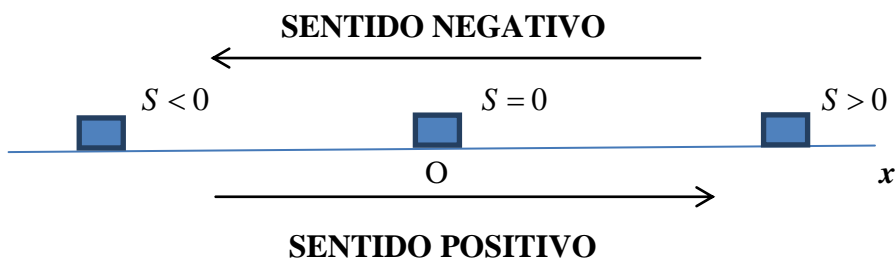 SENTIDO NEGATIVO
S < 0
S = 0
S > 0
O
x
SENTIDO POSITIVO